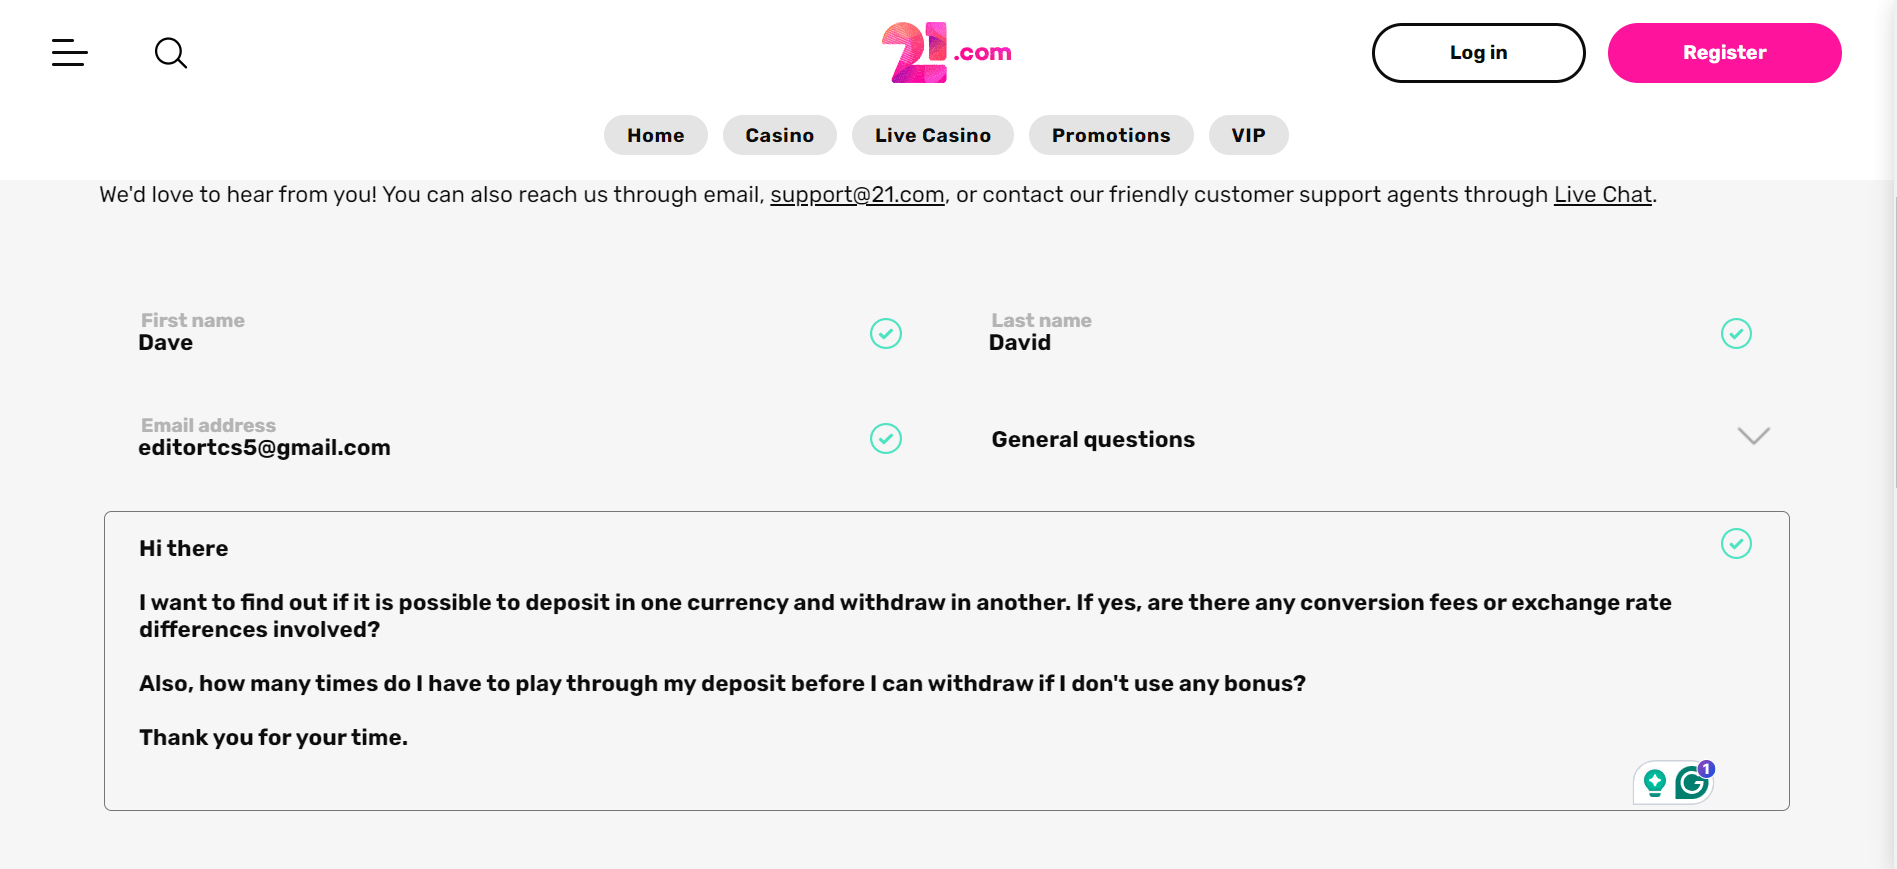 21.com
Log in
Register
Home
Casino
Live Casino
Promotions
VIP
We'd love to hear from you! You can also reach us through email, support@21.com, or contact our friendly customer support agents through Live Chat.
First name
Dave
Last name
David
Email address
editortcs5@gmail.com
General questions
Hi there
I want to find out if it is possible to deposit in one currency and withdraw in another. If yes, are there any conversion fees or exchange rate
differences involved?
Also, how many times do I have to play through my deposit before I can withdraw if I don't use any bonus?
Thank you for your time.
1